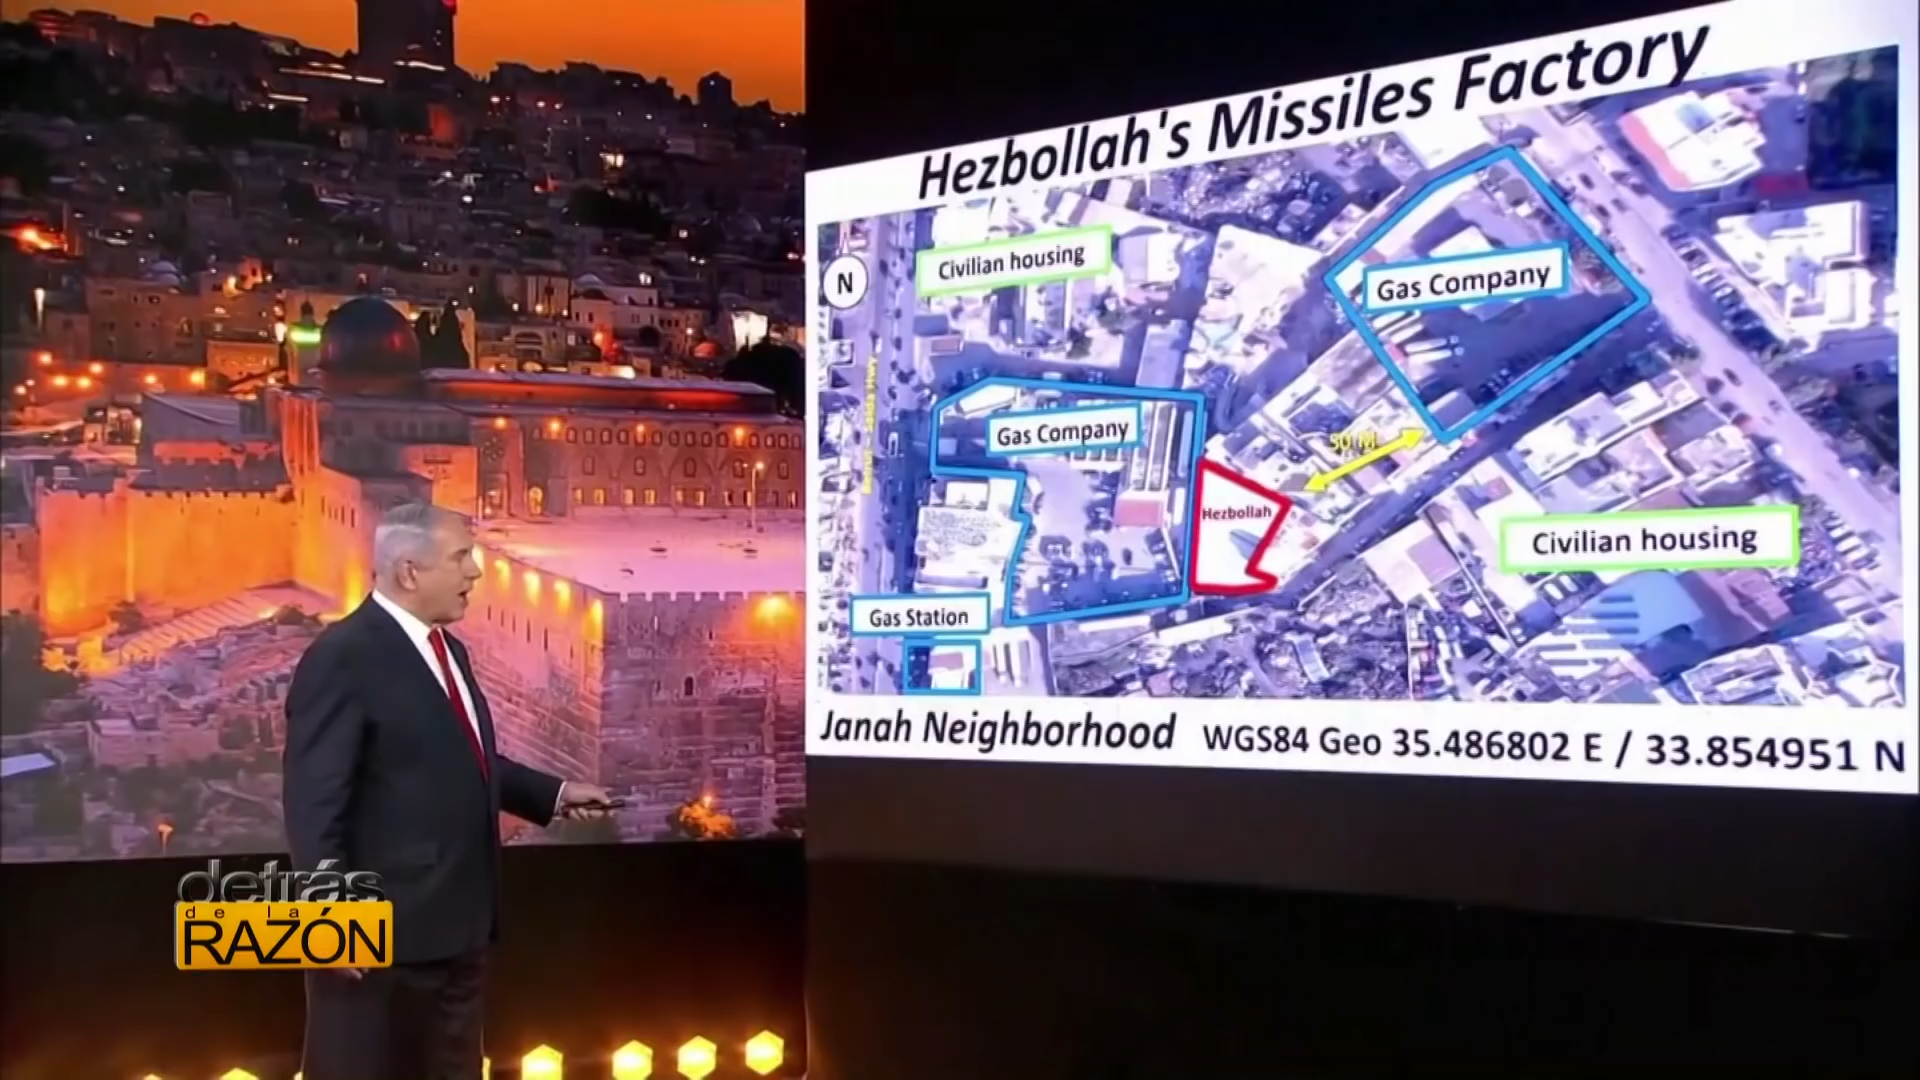 Hezbollah's Missiles Factory
Civilian housing
N
Gas Company
Gas Company
50 M
Hezbollah
Civilian housing
Gas Station
Janah Neighborhood WGS84 Geo 35.486802 E / 33.854951 N
detrás
de la
RAZÓN